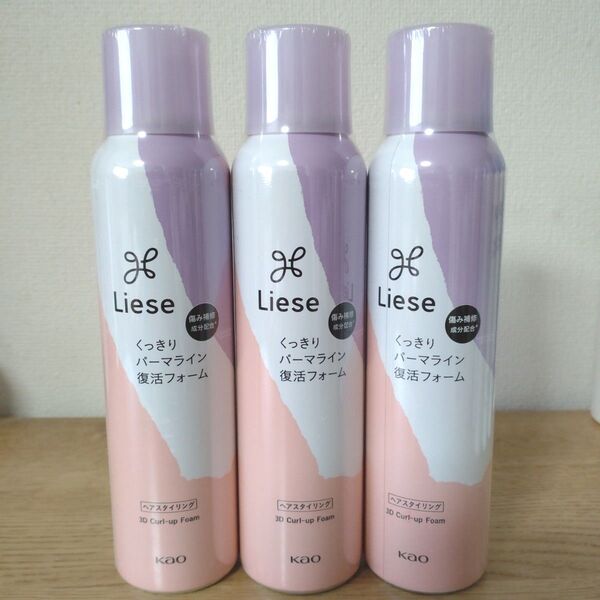 Liese
傷み補修
成分配合*
くっきり
パーマライン
復活フォーム
ヘアスタイリング
3D Curl-up Foam
Kao
Liese
傷み補修
成分配合*
くっきり
パーマライン
復活フォーム
ヘアスタイリング
3D Curl-up Foam
Kao
Liese
傷み補修
成分配合*
くっきり
パーマライン
復活フォーム
ヘアスタイリング
3D Curl-up Foam
Kao